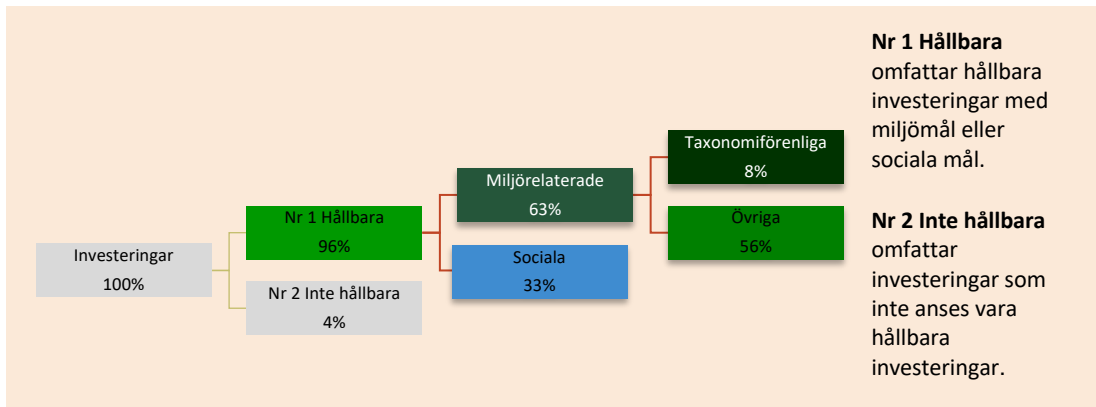 Investeringar
100%
Nr 1 Hållbara
96%
Nr 2 Inte hållbara
4%
Miljörelaterade
63%
Sociala
33%
Taxonomiförenliga
8%
Övriga
56%
Nr 1 Hållbara
omfattar hållbara
investeringar med
miljömål eller
sociala mål.
Nr 2 Inte hållbara
omfattar
investeringar som
inte anses vara
hållbara
investeringar.